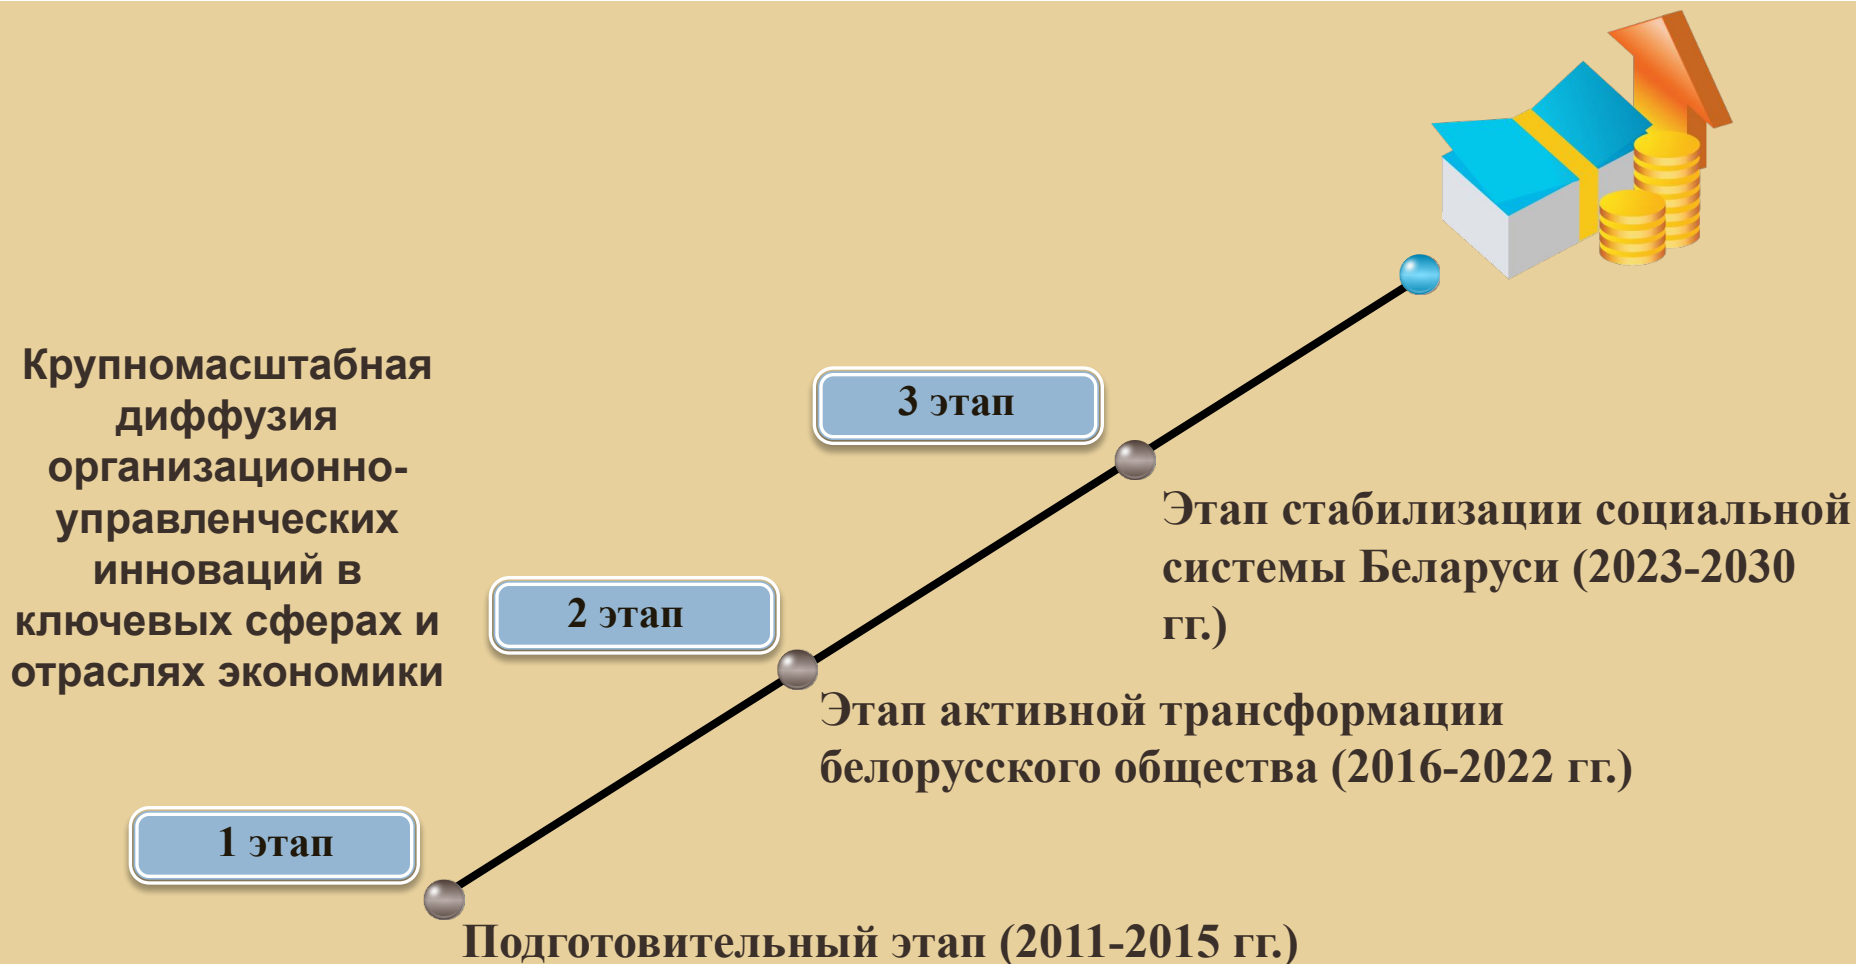 Крупномасштабная
диффузия
организационно-
управленческих
инноваций в
ключевых сферах и
отраслях экономики
3 этап
Этап стабилизации социальной
системы Беларуси (2023-2030
гг.)
2 этап
Этап активной трансформации
белорусского общества (2016-2022 гг.)
1 этап
Подготовительный этап (2011-2015 гг.)